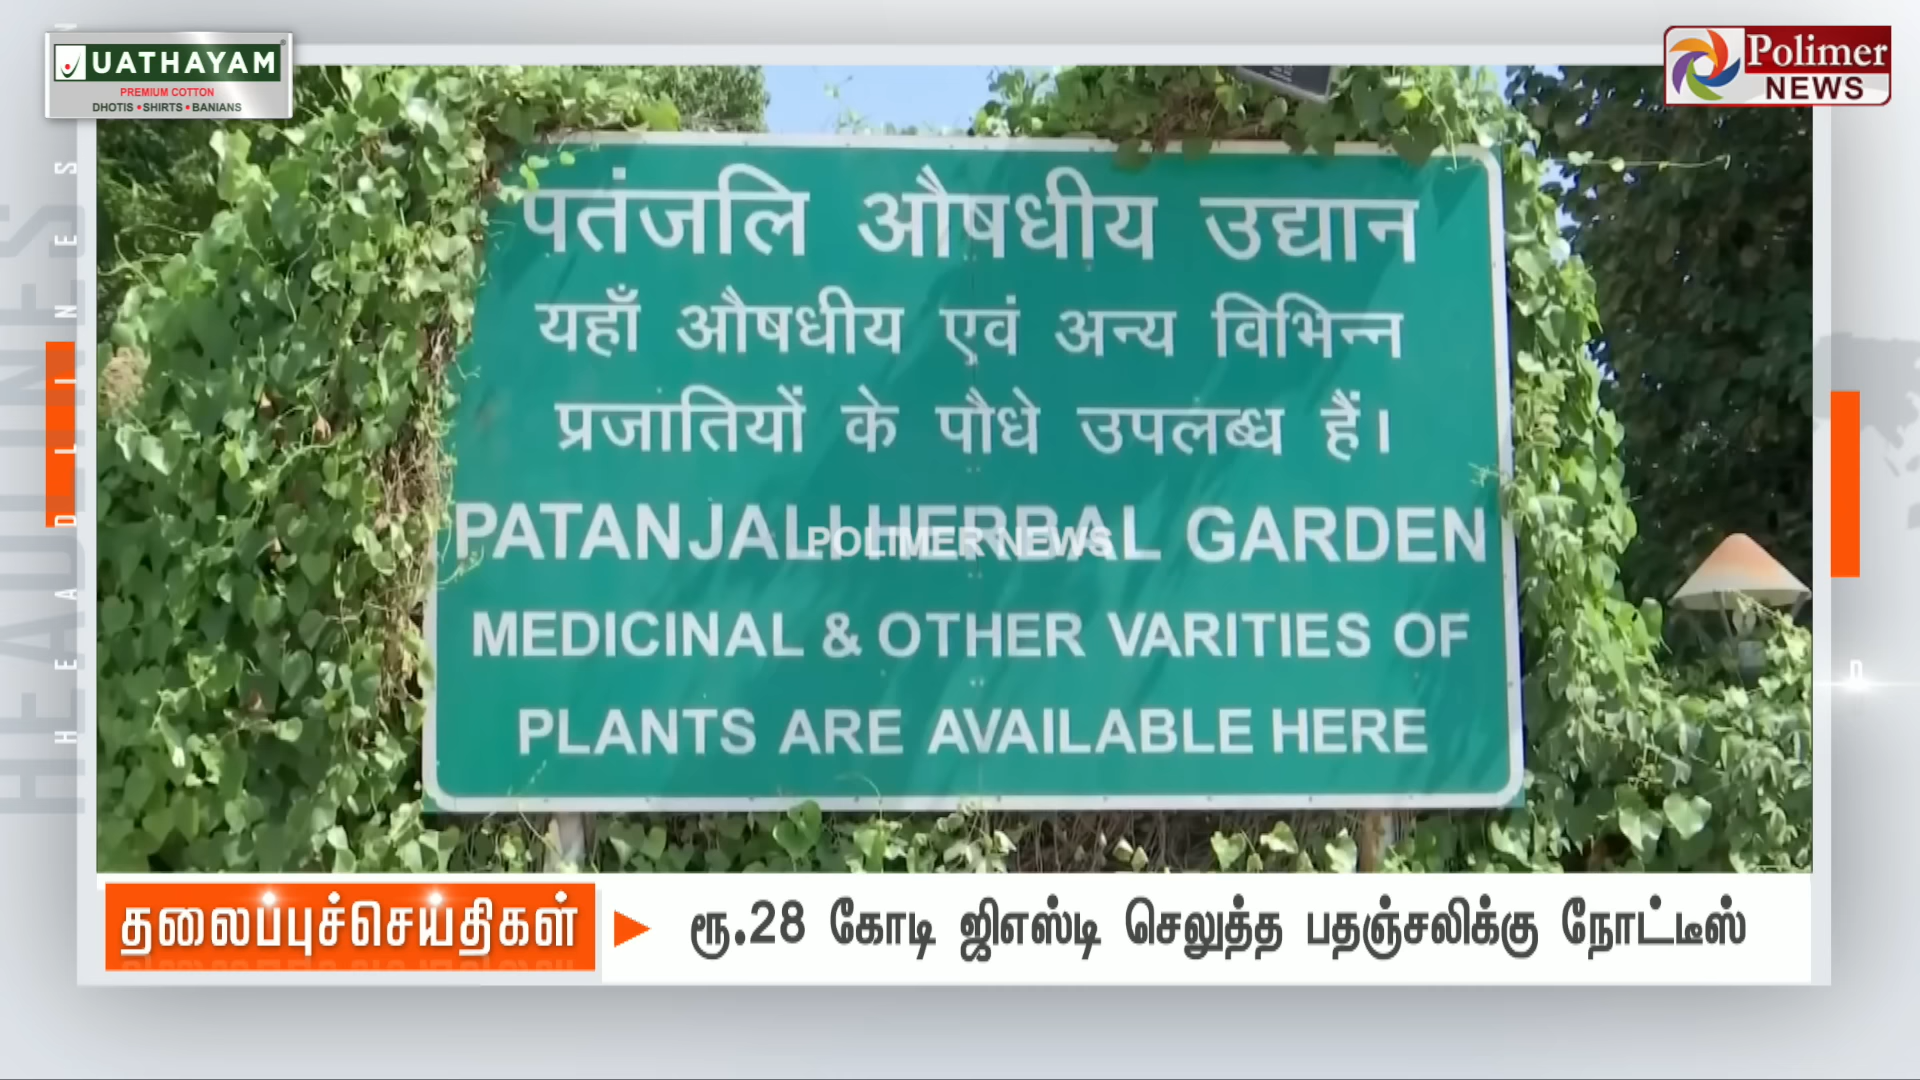 UATHAYAM
PREMIUM COTTON
DHOTIS • SHIRTS • BANIANS
Polimer
NEWS
HEADLINES
पतंजलि औषधीय उद्यान
यहाँ औषधीय एवं अन्य विभिन्न
प्रजातियों के पौधे उपलब्ध हैं।
PATANJALI HERBAL GARDEN
POLIMER NEWS
MEDICINAL & OTHER VARITIES OF
PLANTS ARE AVAILABLE HERE
தலைப்புச்செய்திகள்
ரூ.28 கோடி ஜிஎஸ்டி செலுத்த பதஞ்சலிக்கு நோட்டீஸ்